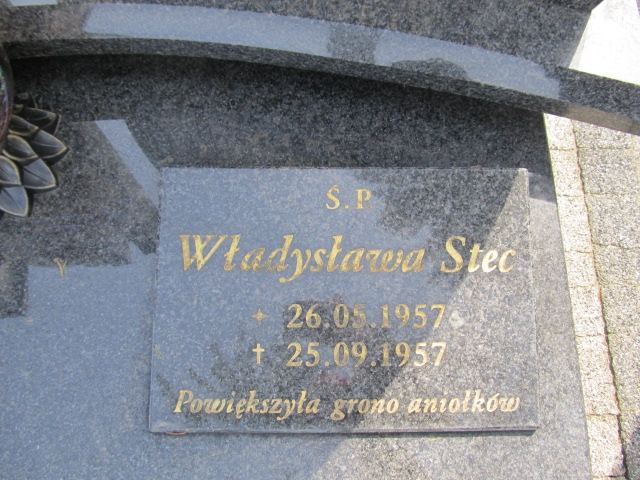 Ś.P.
Władysława Stec
✦ 26.05.1957
† 25.09.1957
Powiększyła grono aniołków